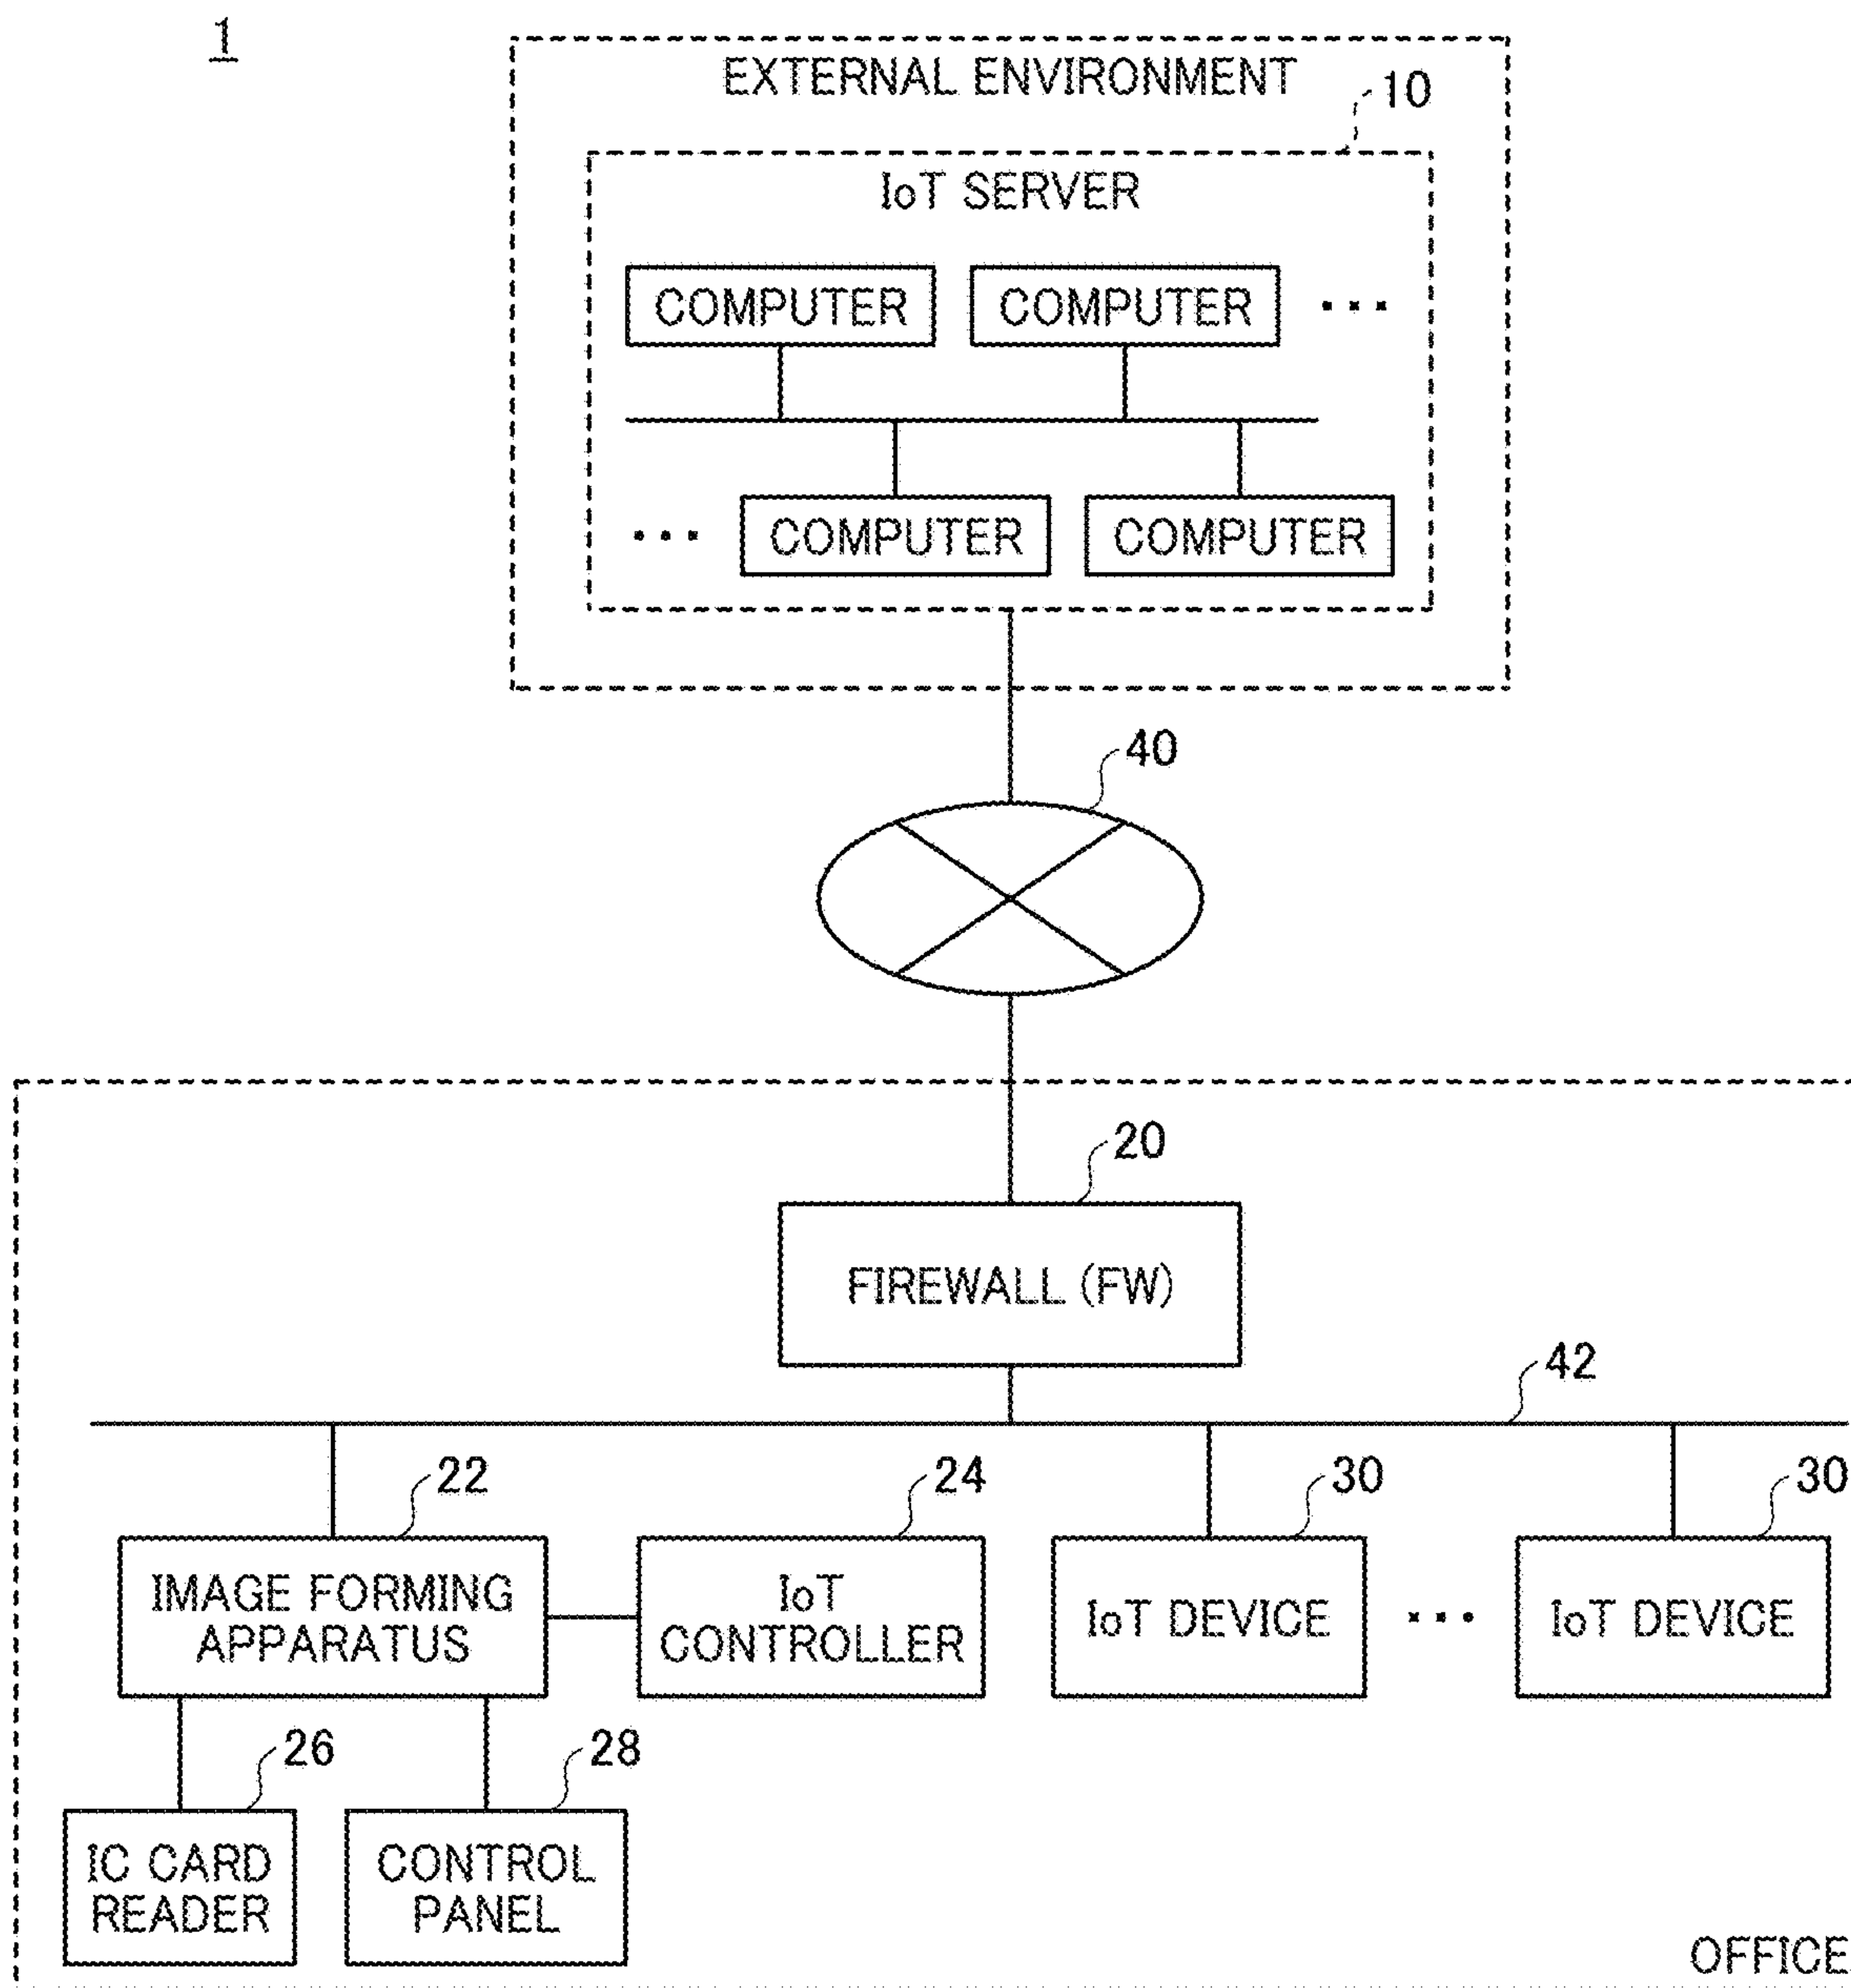 1
EXTERNAL ENVIRONMENT
10
IoT SERVER
COMPUTER COMPUTER ...
... COMPUTER COMPUTER
40
20
FIREWALL (FW)
42
22 24 30 30
IMAGE FORMING
APPARATUS
IoT
CONTROLLER
IoT DEVICE ... IoT DEVICE
26 28
IC CARD
READER
CONTROL
PANEL
OFFICE